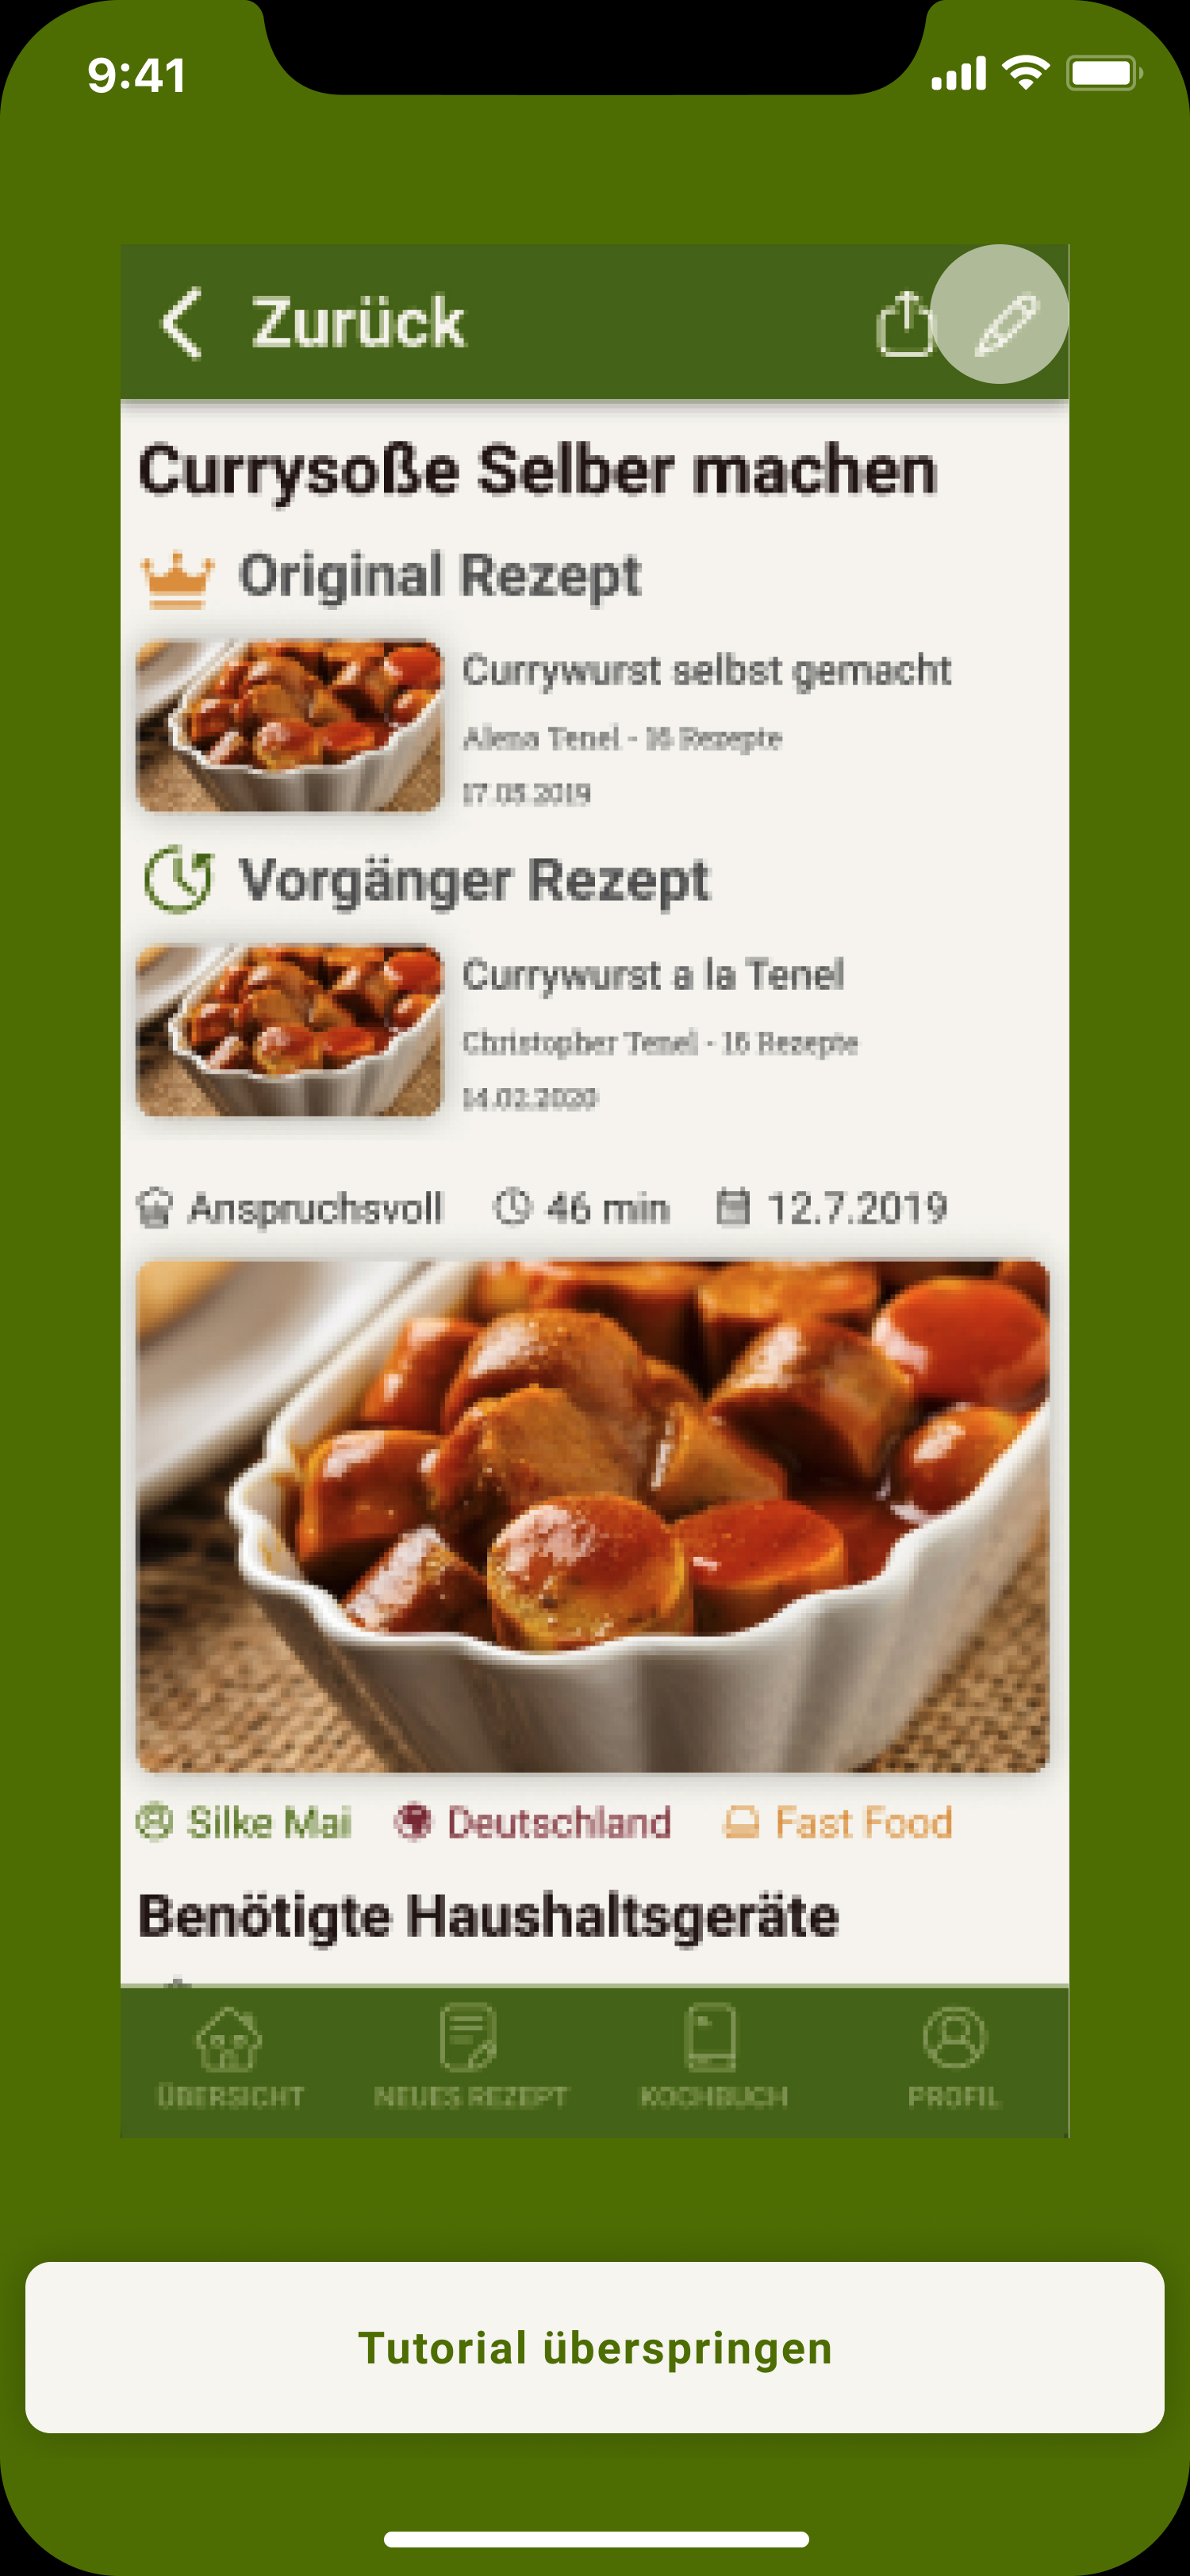 9:41
Zurück
Currysoße Selber machen
Original Rezept
Currywurst selbst gemacht
Alena Tenel - 16 Rezepte
17.05.2019
Vorgänger Rezept
Currywurst a la Tenel
Christopher Tenel - 16 Rezepte
14.02.2020
Anspruchsvoll 46 min 12.7.2019
Silke Mai Deutschland Fast Food
Benötigte Haushaltsgeräte
ÜBERSICHT NEUES REZEPT KOCHBUCH PROFIL
Tutorial überspringen